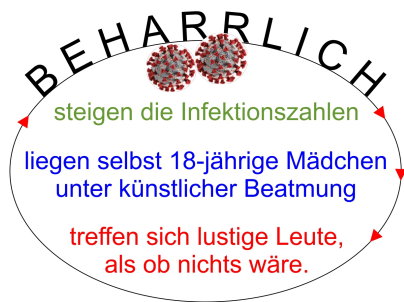 BEHARRLICH
steigen die Infektionszahlen
liegen selbst 18-jährige Mädchen
unter künstlicher Beatmung
treffen sich lustige Leute,
als ob nichts wäre.